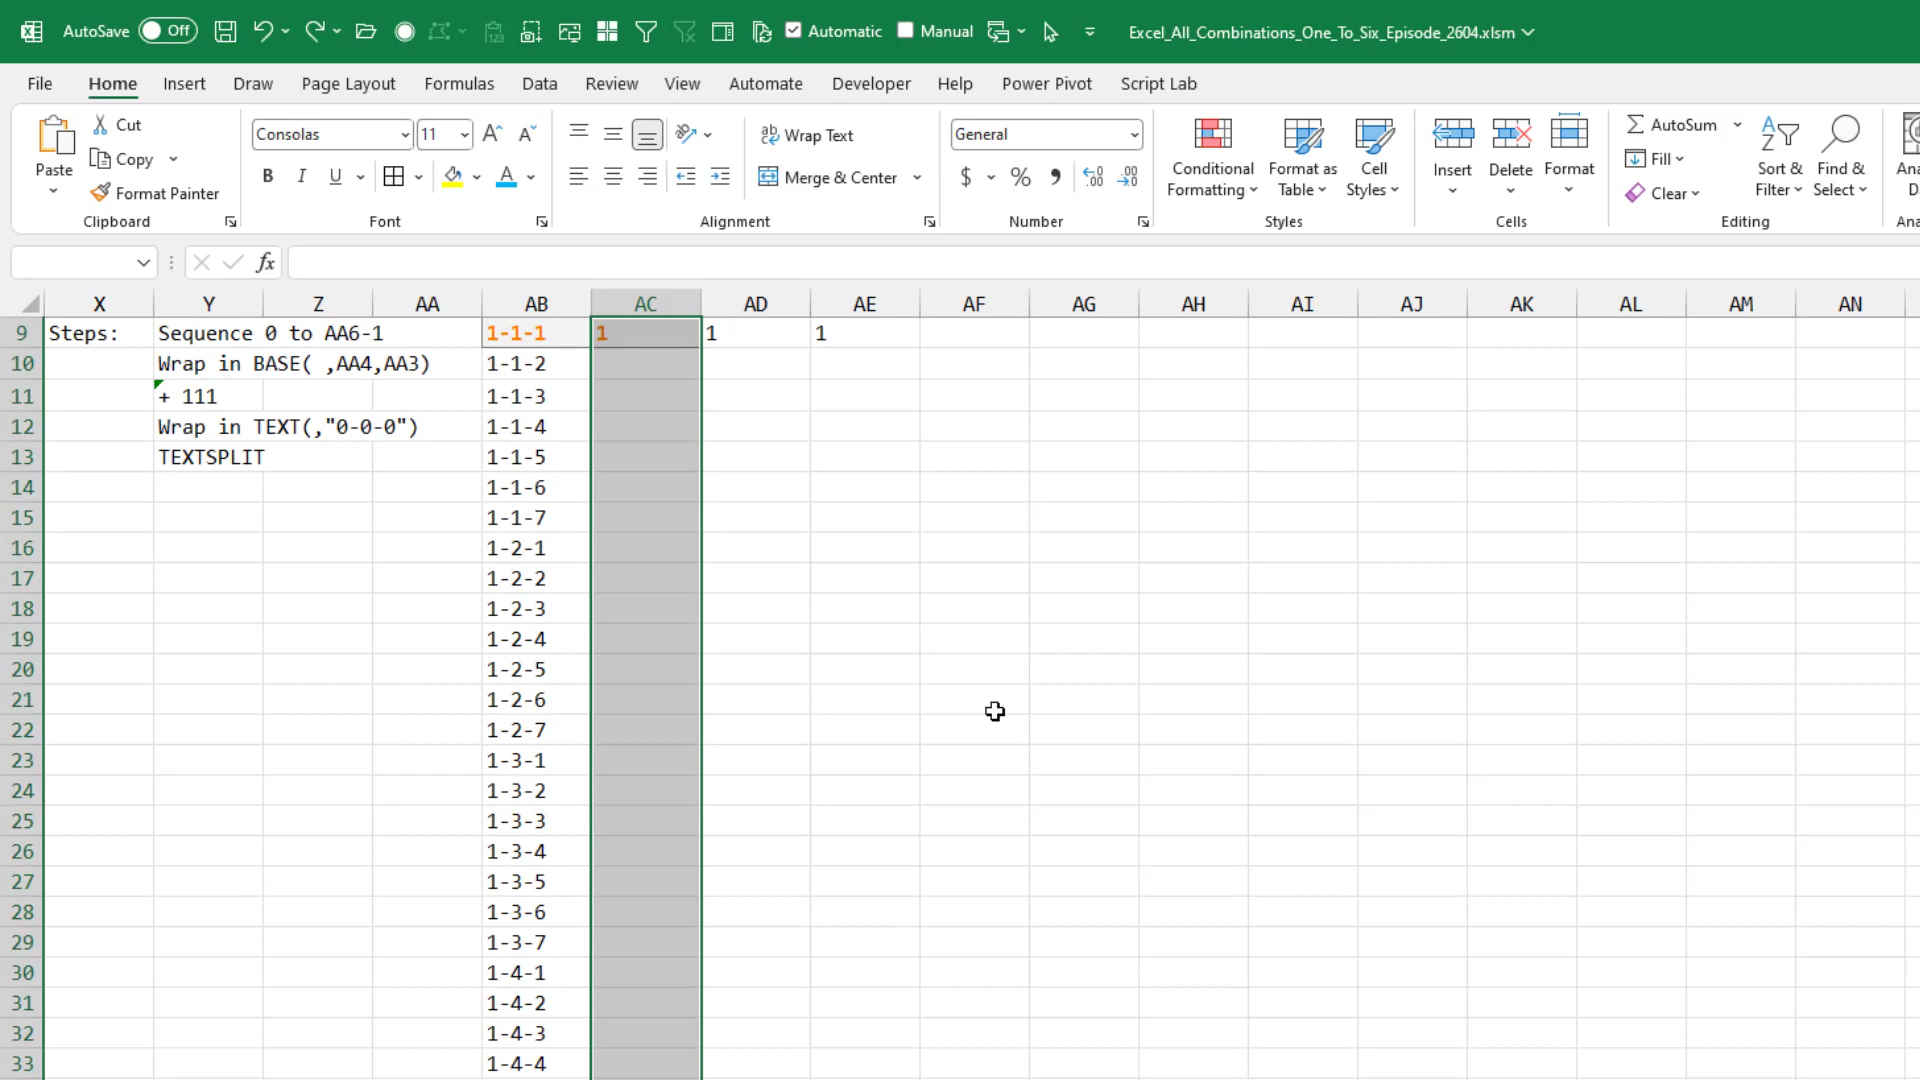 AutoSave Off Automatic Manual Excel_All_Combinations_One_To_Six_Episode_2604.xlsm
File Home Insert Draw Page Layout Formulas Data Review View Automate Developer Help Power Pivot Script Lab
Paste
Cut
Copy
Format Painter
Clipboard
Consolas 11
B I U
Font
Wrap Text
Merge & Center
Alignment
General
$ % 9
Number
Conditional Formatting
Format as Table
Cell Styles
Styles
Insert
Delete
Format
Cells
AutoSum
Fill
Clear
Sort & Filter
Find & Select
Editing
fx
X Y Z AA AB AC AD AE AF AG AH AI AJ AK AL AM AN
9 Steps: Sequence 0 to AA6-1 1-1-1 1 1 1
10 Wrap in BASE( ,AA4,AA3) 1-1-2
11 + 111 1-1-3
12 Wrap in TEXT(,"0-0-0") 1-1-4
13 TEXTSPLIT 1-1-5
14 1-1-6
15 1-1-7
16 1-2-1
17 1-2-2
18 1-2-3
19 1-2-4
20 1-2-5
21 1-2-6
22 1-2-7
23 1-3-1
24 1-3-2
25 1-3-3
26 1-3-4
27 1-3-5
28 1-3-6
29 1-3-7
30 1-4-1
31 1-4-2
32 1-4-3
33 1-4-4